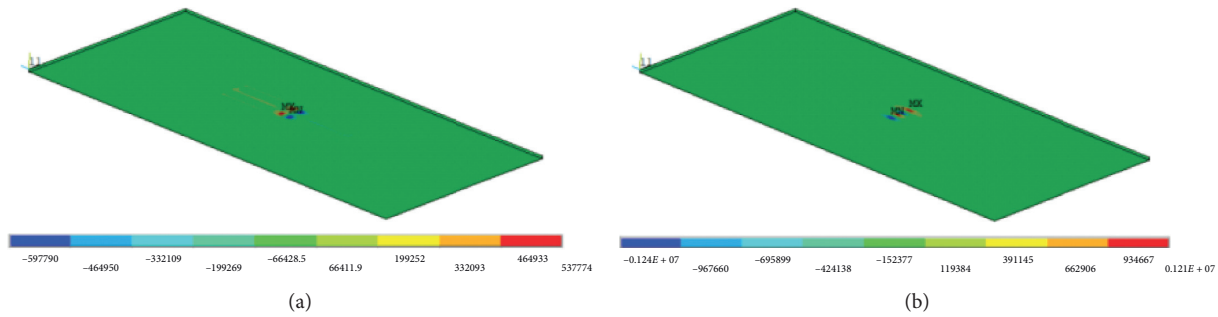 MX
MN
−597790
−332109
−66428.5
199252
464933
−464950
−199269
66411.9
332093
537774
(a)
MX
MN
−0.124E + 07
−695899
−152377
391145
934667
−967660
−424138
119384
662906
0.121E + 07
(b)